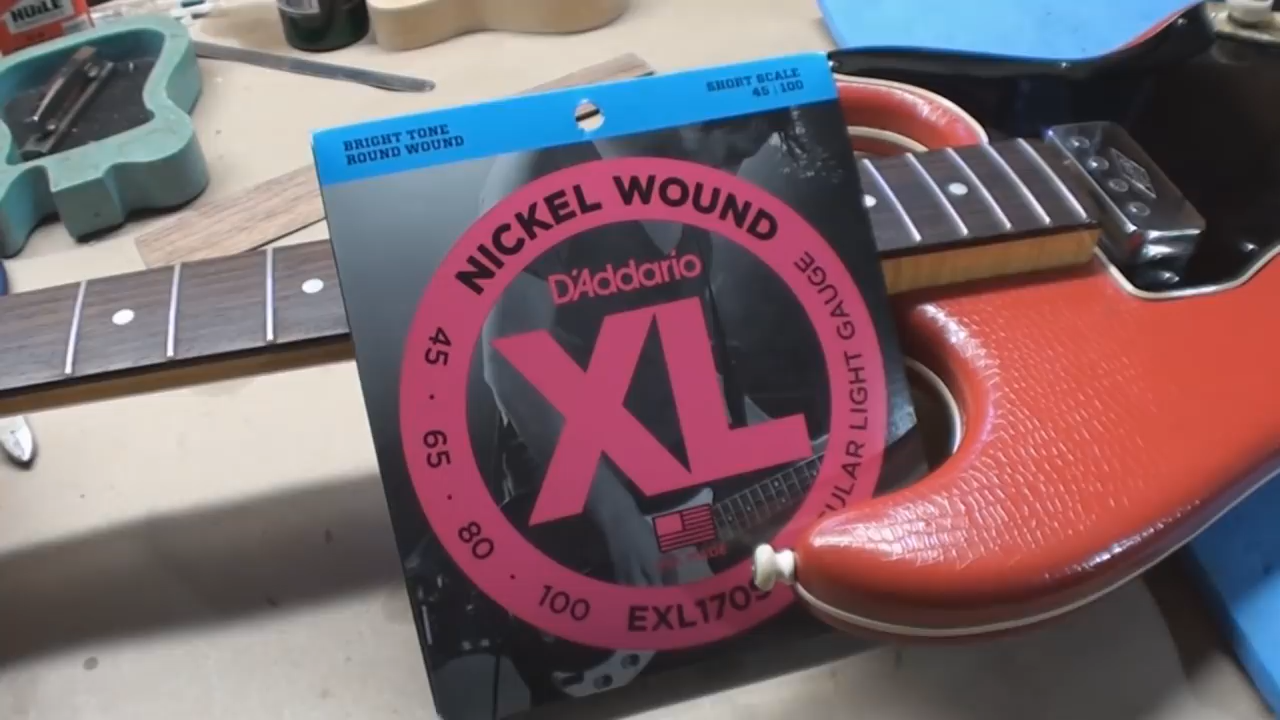 HUILE
BRIGHT TONE
ROUND WOUND
SHORT SCALE
45 | 100
NICKEL WOUND
D'Addario
XL
LIGHT GAUGE
45 · 65 · 80 · 100
EXL170S